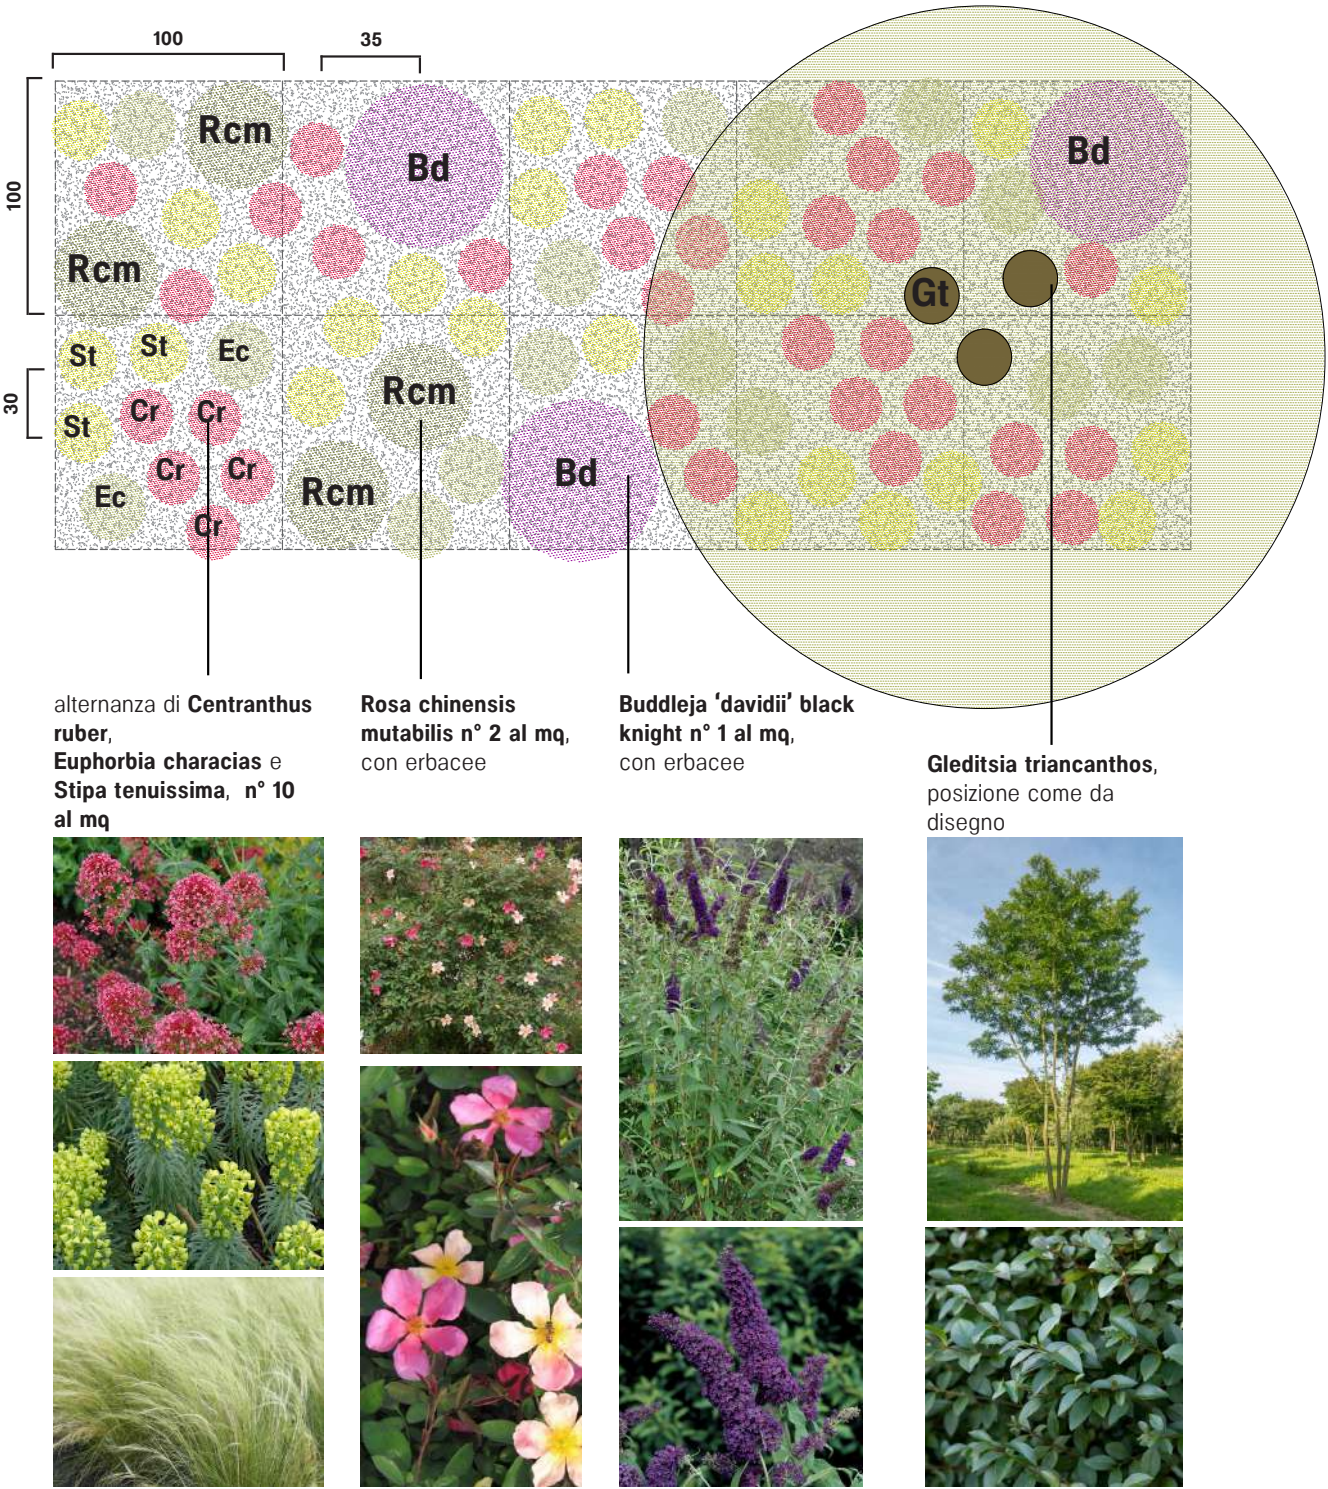 100
35
100
30
Rcm
Bd
Bd
Rcm
Gt
St
St
Ec
Rcm
St
Cr
Cr
Cr
Cr
Ec
Rcm
Bd
Cr
alternanza di Centranthus
ruber,
Euphorbia characias e
Stipa tenuissima, n° 10
al mq
Rosa chinensis
mutabilis n° 2 al mq,
con erbacee
Buddleja 'davidii' black
knight n° 1 al mq,
con erbacee
Gleditsia triancanthos,
posizione come da
disegno